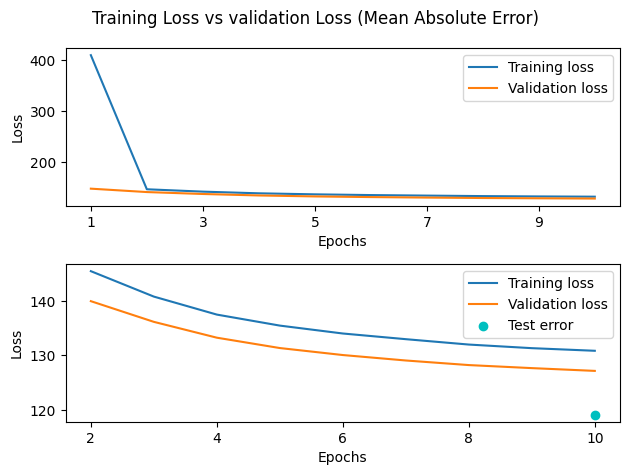 Training Loss vs validation Loss (Mean Absolute Error)
400
300
200
Loss
Training loss
Validation loss
1 3 5 7 9
Epochs
140
130
120
Loss
Training loss
Validation loss
Test error
2 4 6 8 10
Epochs